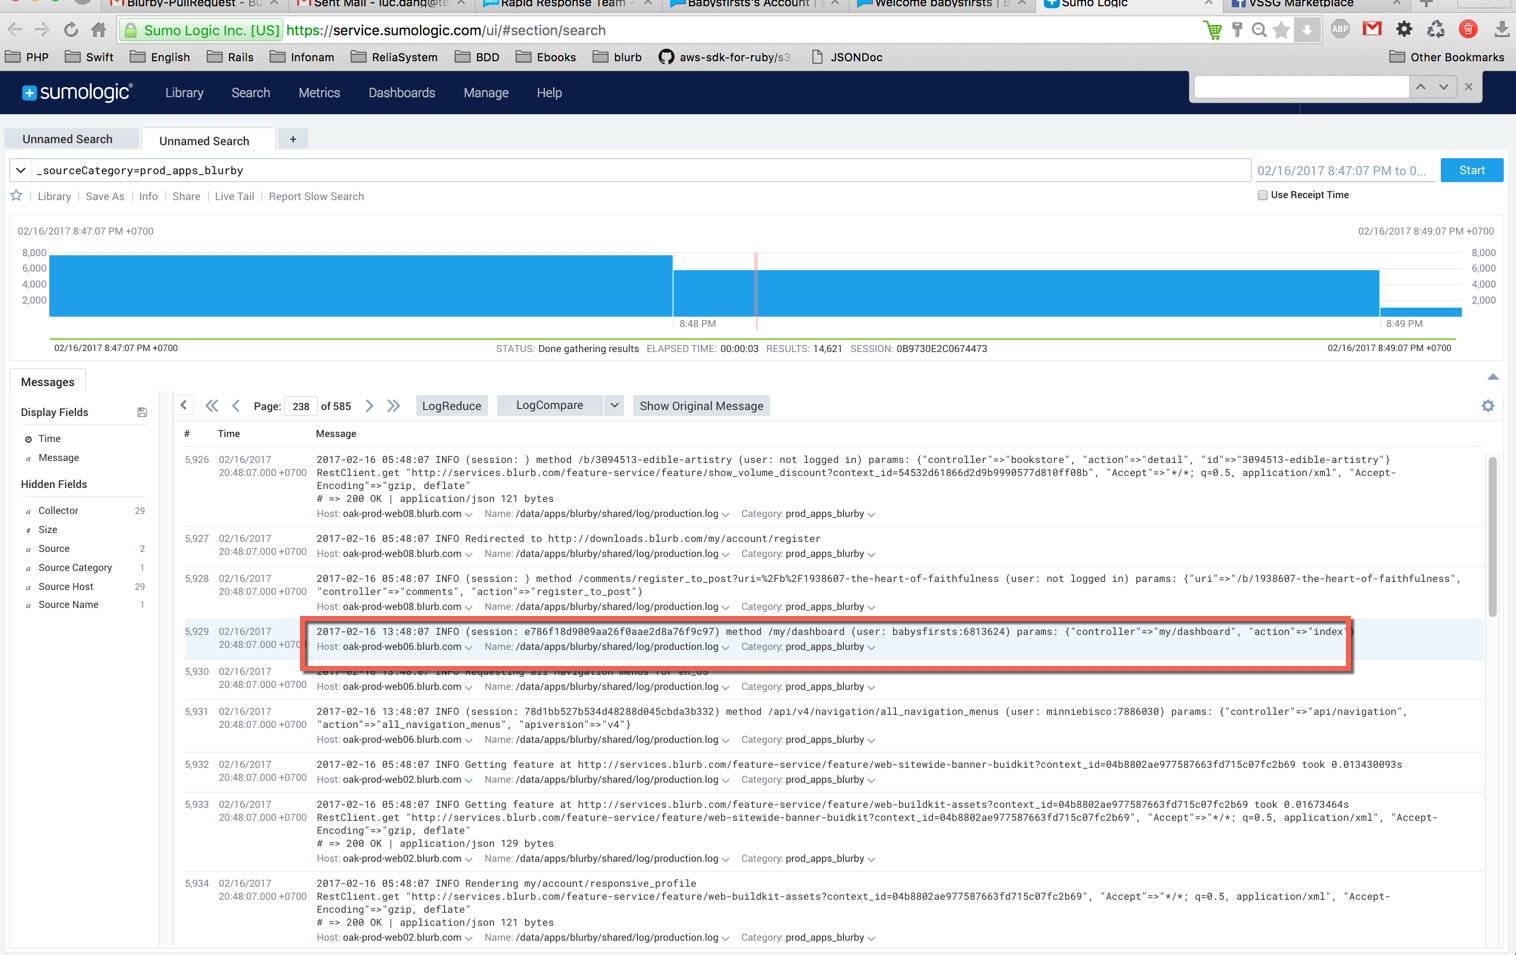 Blurby-PullRequest - Bu
Sent Mail - luc.dang@te
Rapid Response Team -
Babysfirsts's Account |
Welcome babysfirsts | B
Sumo Logic
VSSG Marketplace
Sumo Logic Inc. [US] https://service.sumologic.com/ui/#section/search
ABP
PHP Swift English Rails Infonam ReliaSystem BDD Ebooks blurb aws-sdk-for-ruby/s3 JSONDoc Other Bookmarks
sumologic Library Search Metrics Dashboards Manage Help
Unnamed Search Unnamed Search +
_sourceCategory=prod_apps_blurby 02/16/2017 8:47:07 PM to 0... Start
Library Save As Info Share Live Tail Report Slow Search Use Receipt Time
02/16/2017 8:47:07 PM +0700 02/16/2017 8:49:07 PM +0700
8,000 8,000
6,000 6,000
4,000 4,000
2,000 2,000
8:48 PM 8:49 PM
02/16/2017 8:47:07 PM +0700 STATUS: Done gathering results ELAPSED TIME: 00:00:03 RESULTS: 14,621 SESSION: 0B9730E2C0674473 02/16/2017 8:49:07 PM +0700
Messages
Display Fields
Time
a Message
Hidden Fields
a Collector 29
# Size
a Source 2
a Source Category 1
a Source Host 29
a Source Name 1
Page: 238 of 585 LogReduce LogCompare Show Original Message
# Time Message
5,926 02/16/2017 2017-02-16 05:48:07 INFO (session: ) method /b/3094513-edible-artistry (user: not logged in) params: {"controller"=>"bookstore", "action"=>"detail", "id"=>"3094513-edible-artistry"}
20:48:07.000 +0700 RestClient.get "http://services.blurb.com/feature-service/feature/show_volume_discount?context_id=54532d61866d2d9b9990577d810ff08b", "Accept"=>"*/*; q=0.5, application/xml", "Accept-
Encoding"=>"gzip, deflate"
# => 200 OK | application/json 121 bytes
Host: oak-prod-web08.blurb.com Name: /data/apps/blurby/shared/log/production.log Category: prod_apps_blurby
5,927 02/16/2017 2017-02-16 05:48:07 INFO Redirected to http://downloads.blurb.com/my/account/register
20:48:07.000 +0700 Host: oak-prod-web08.blurb.com Name: /data/apps/blurby/shared/log/production.log Category: prod_apps_blurby
5,928 02/16/2017 2017-02-16 05:48:07 INFO (session: ) method /comments/register_to_post?uri=%2Fb%2F1938607-the-heart-of-faithfulness (user: not logged in) params: {"uri"=>"/b/1938607-the-heart-of-faithfulness",
20:48:07.000 +0700 "controller"=>"comments", "action"=>"register_to_post"}
Host: oak-prod-web08.blurb.com Name: /data/apps/blurby/shared/log/production.log Category: prod_apps_blurby
5,929 02/16/2017 2017-02-16 13:48:07 INFO (session: e786f18d9009aa26f0aae2d8a76f9c97) method /my/dashboard (user: babysfirsts:6813624) params: {"controller"=>"my/dashboard", "action"=>"index"}
20:48:07.000 +0700 Host: oak-prod-web06.blurb.com Name: /data/apps/blurby/shared/log/production.log Category: prod_apps_blurby
5,930 02/16/2017 2017-02-16 13:48:07 INFO Requesting all navigation menus for en_US
20:48:07.000 +0700 Host: oak-prod-web06.blurb.com Name: /data/apps/blurby/shared/log/production.log Category: prod_apps_blurby
5,931 02/16/2017 2017-02-16 13:48:07 INFO (session: 78d1bb527b534d48288d045cbda3b332) method /api/v4/navigation/all_navigation_menus (user: minniebisco:7886030) params: {"controller"=>"api/navigation",
20:48:07.000 +0700 "action"=>"all_navigation_menus", "apiversion"=>"v4"}
Host: oak-prod-web06.blurb.com Name: /data/apps/blurby/shared/log/production.log Category: prod_apps_blurby
5,932 02/16/2017 2017-02-16 05:48:07 INFO Getting feature at http://services.blurb.com/feature-service/feature/web-sitewide-banner-buidkit?context_id=04b8802ae977587663fd715c07fc2b69 took 0.013430093s
20:48:07.000 +0700 Host: oak-prod-web02.blurb.com Name: /data/apps/blurby/shared/log/production.log Category: prod_apps_blurby
5,933 02/16/2017 2017-02-16 05:48:07 INFO Getting feature at http://services.blurb.com/feature-service/feature/web-buildkit-assets?context_id=04b8802ae977587663fd715c07fc2b69 took 0.01673464s
20:48:07.000 +0700 RestClient.get "http://services.blurb.com/feature-service/feature/web-sitewide-banner-buidkit?context_id=04b8802ae977587663fd715c07fc2b69", "Accept"=>"*/*; q=0.5, application/xml", "Accept-
Encoding"=>"gzip, deflate"
# => 200 OK | application/json 129 bytes
Host: oak-prod-web02.blurb.com Name: /data/apps/blurby/shared/log/production.log Category: prod_apps_blurby
5,934 02/16/2017 2017-02-16 05:48:07 INFO Rendering my/account/responsive_profile
20:48:07.000 +0700 RestClient.get "http://services.blurb.com/feature-service/feature/web-buildkit-assets?context_id=04b8802ae977587663fd715c07fc2b69", "Accept"=>"*/*; q=0.5, application/xml", "Accept-
Encoding"=>"gzip, deflate"
# => 200 OK | application/json 121 bytes
Host: oak-prod-web02.blurb.com Name: /data/apps/blurby/shared/log/production.log Category: prod_apps_blurby